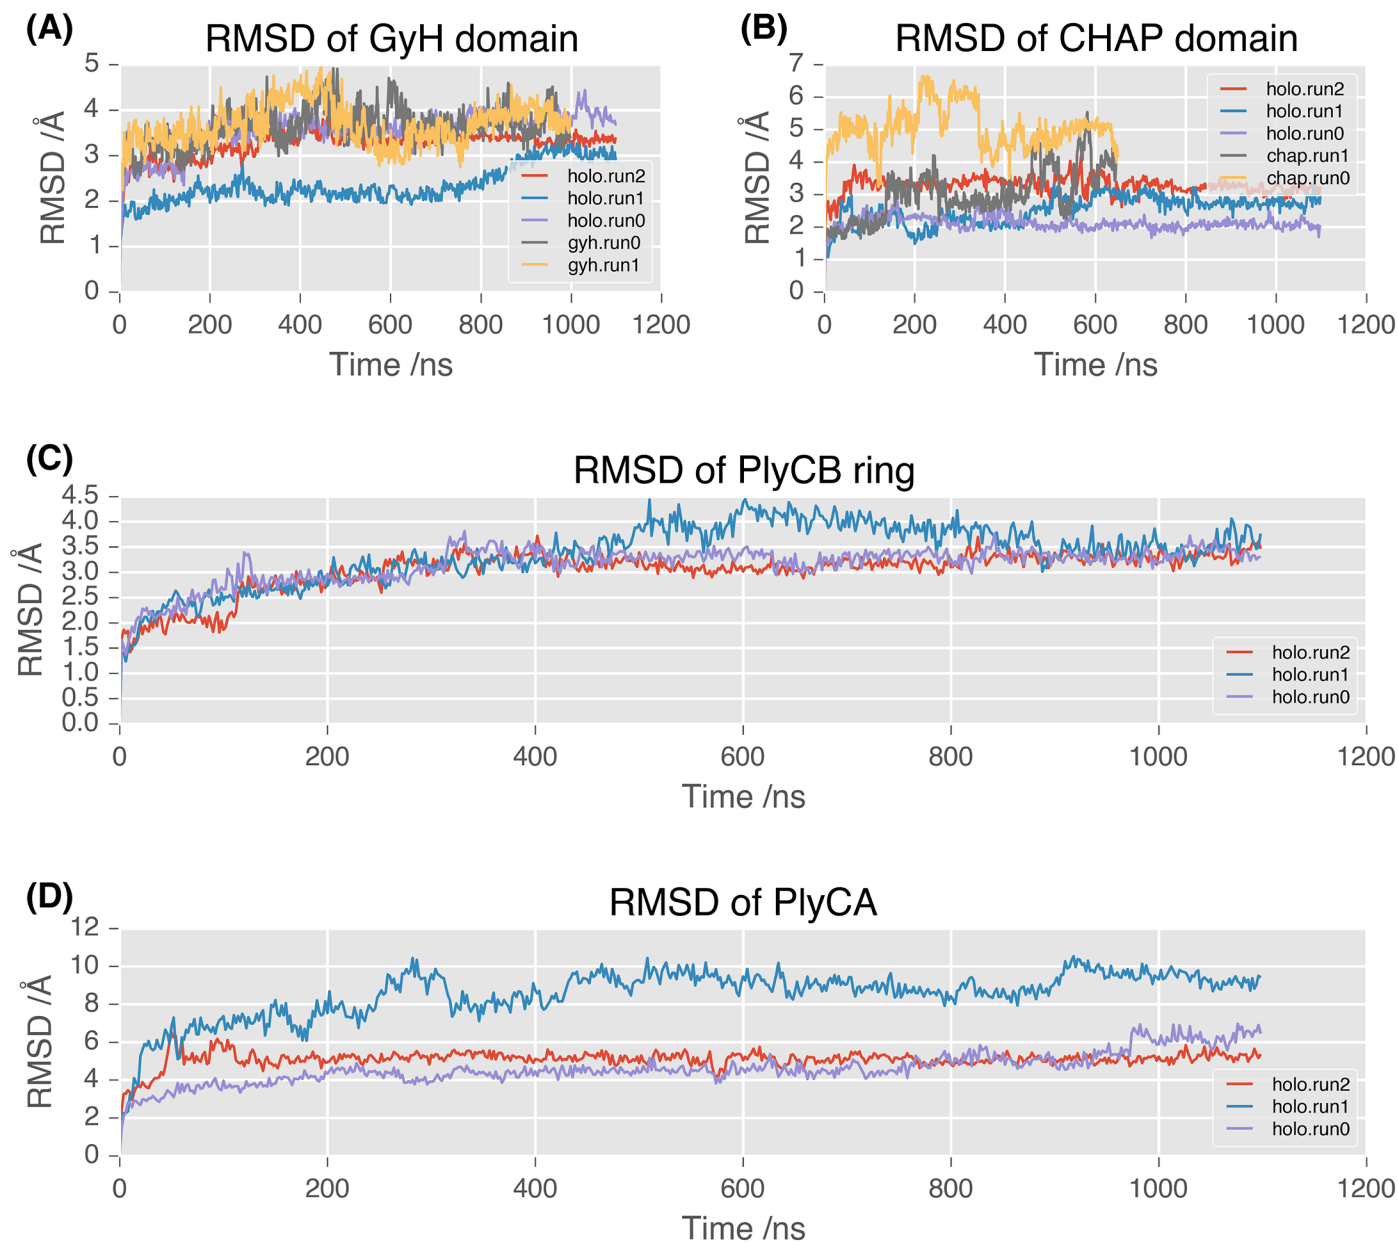 (A)
RMSD of GyH domain
5
4
3
2
1
0
RMSD /Å
0 200 400 600 800 1000 1200
Time /ns
holo.run2
holo.run1
holo.run0
gyh.run0
gyh.run1
(B)
RMSD of CHAP domain
7
6
5
4
3
2
1
0
RMSD /Å
0 200 400 600 800 1000 1200
Time /ns
holo.run2
holo.run1
holo.run0
chap.run1
chap.run0
(C)
RMSD of PlyCB ring
4.5
4.0
3.5
3.0
2.5
2.0
1.5
1.0
0.5
0.0
RMSD /Å
0 200 400 600 800 1000 1200
Time /ns
holo.run2
holo.run1
holo.run0
(D)
RMSD of PlyCA
12
10
8
6
4
2
0
RMSD /Å
0 200 400 600 800 1000 1200
Time /ns
holo.run2
holo.run1
holo.run0